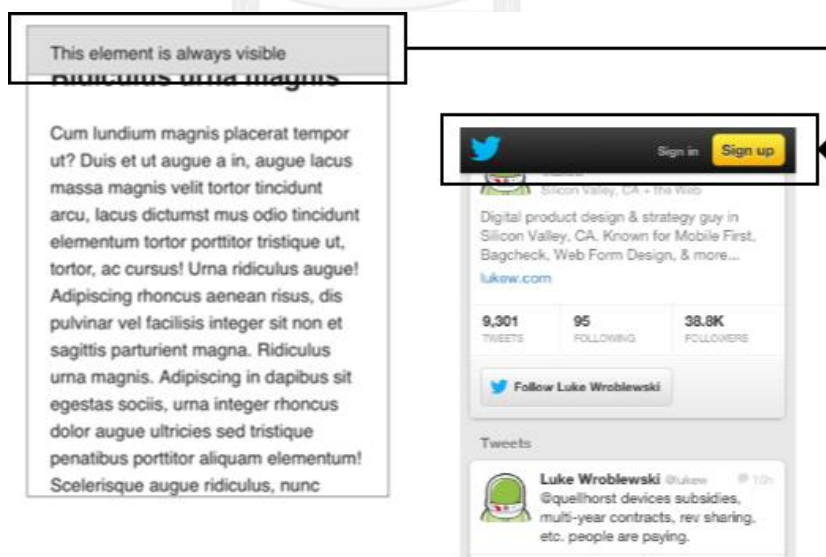 This element is always visible
Ridiculus urna magnis
Cum lundium magnis placerat tempor
ut? Duis et ut augue a in, augue lacus
massa magnis velit tortor tincidunt
arcu, lacus dictumst mus odio tincidunt
elementum tortor porttitor tristique ut,
tortor, ac cursus! Urna ridiculus augue!
Adipiscing rhoncus aenean risus, dis
pulvinar vel facilisis integer sit non et
sagittis parturient magna. Ridiculus
urna magnis. Adipiscing in dapibus sit
egestas sociis, urna integer rhoncus
dolor augue ultricies sed tristique
penatibus porttitor aliquam elementum!
Scelerisque augue ridiculus, nunc
Sign in Sign up
Silicon Valley, CA + the Web
Digital product design & strategy guy in
Silicon Valley, CA. Known for Mobile First,
Bagcheck, Web Form Design, & more...
lukew.com
9,301 95 38.8K
TWEETS FOLLOWING FOLLOWERS
Follow Luke Wroblewski
Tweets
Luke Wroblewski @lukew
@quellhorst devices subsidies,
multi-year contracts, rev sharing,
etc. people are paying.